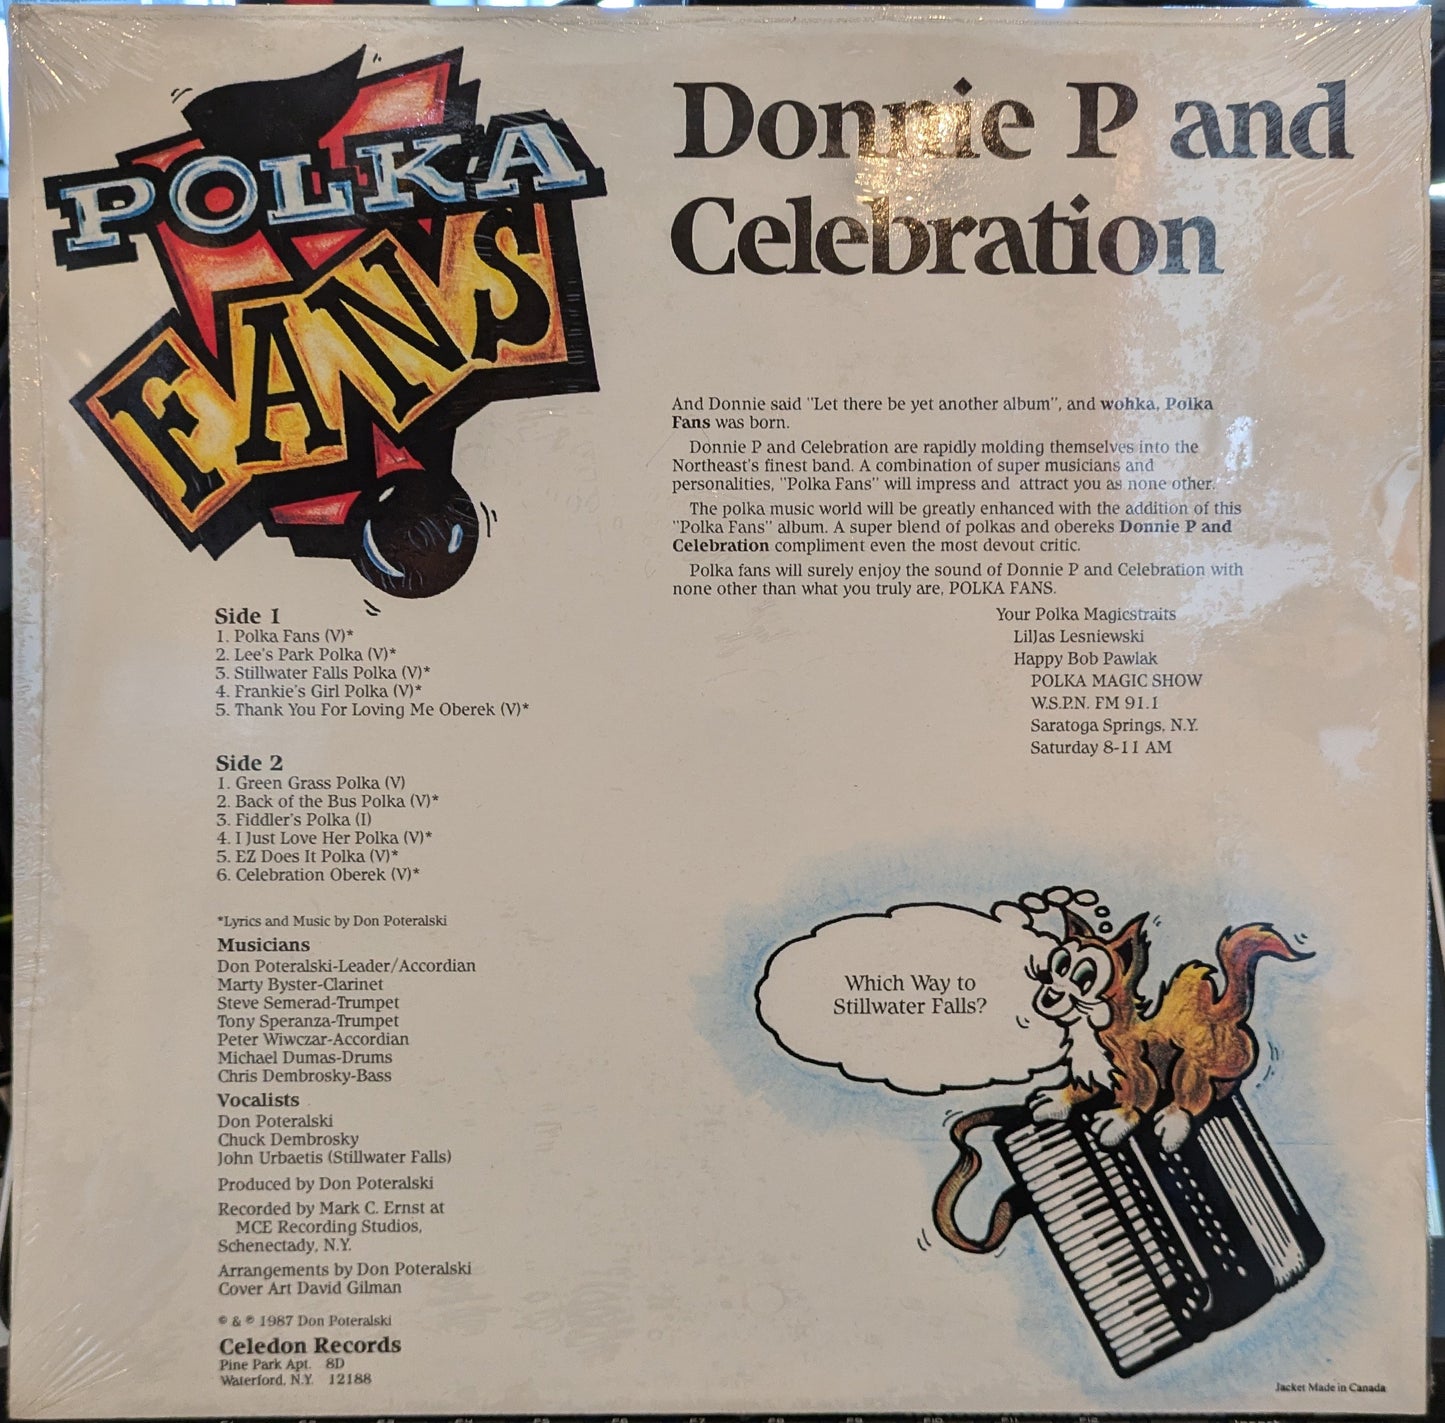 POLKA
FANS
Donnie P and
Celebration
And Donnie said "Let there be yet another album", and wohka, Polka
Fans was born.
Donnie P and Celebration are rapidly molding themselves into the
Northeast's finest band. A combination of super musicians and
personalities, "Polka Fans" will impress and attract you as none other.
The polka music world will be greatly enhanced with the addition of this
"Polka Fans" album. A super blend of polkas and obereks Donnie P and
Celebration compliment even the most devout critic.
Polka fans will surely enjoy the sound of Donnie P and Celebration with
none other than what you truly are, POLKA FANS.
Your Polka Magicstraits
Liljas Lesniewski
Happy Bob Pawlak
POLKA MAGIC SHOW
W.S.P.N. FM 91.1
Saratoga Springs, N.Y.
Saturday 8-11 AM
Side 1
1. Polka Fans (V)*
2. Lee's Park Polka (V)*
3. Stillwater Falls Polka (V)*
4. Frankie's Girl Polka (V)*
5. Thank You For Loving Me Oberek (V)*
Side 2
1. Green Grass Polka (V)
2. Back of the Bus Polka (V)*
3. Fiddler's Polka (I)
4. I Just Love Her Polka (V)*
5. EZ Does It Polka (V)*
6. Celebration Oberek (V)*
*Lyrics and Music by Don Poteralski
Musicians
Don Poteralski-Leader/Accordian
Marty Byster-Clarinet
Steve Semerad-Trumpet
Tony Speranza-Trumpet
Peter Wiwczar-Accordian
Michael Dumas-Drums
Chris Dembrosky-Bass
Vocalists
Don Poteralski
Chuck Dembrosky
John Urbaetis (Stillwater Falls)
Produced by Don Poteralski
Recorded by Mark C. Ernst at
MCE Recording Studios,
Schenectady, N.Y.
Arrangements by Don Poteralski
Cover Art David Gilman
© & ℗ 1987 Don Poteralski
Celedon Records
Pine Park Apt. 8D
Waterford, N.Y. 12188
Which Way to
Stillwater Falls?
Jacket Made in Canada